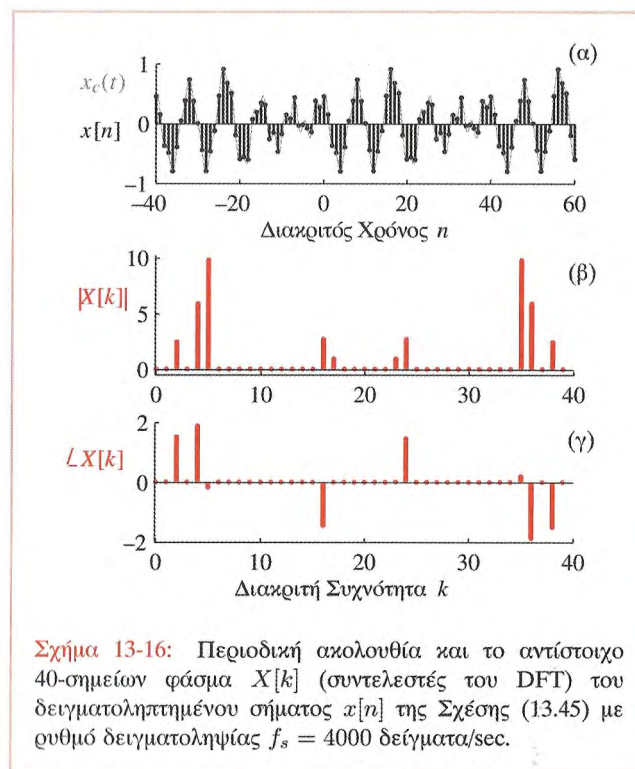 (α)
x_c(t)
x[n]
1
0
−1
−40 −20 0 20 40 60
Διακριτός Χρόνος n
(β)
|X[k]|
10
5
0
0 10 20 30 40
(γ)
∠X[k]
2
0
−2
0 10 20 30 40
Διακριτή Συχνότητα k
Σχήμα 13-16: Περιοδική ακολουθία και το αντίστοιχο
40-σημείων φάσμα X[k] (συντελεστές του DFT) του
δειγματοληπτημένου σήματος x[n] της Σχέσης (13.45) με
ρυθμό δειγματοληψίας f_s = 4000 δείγματα/sec.